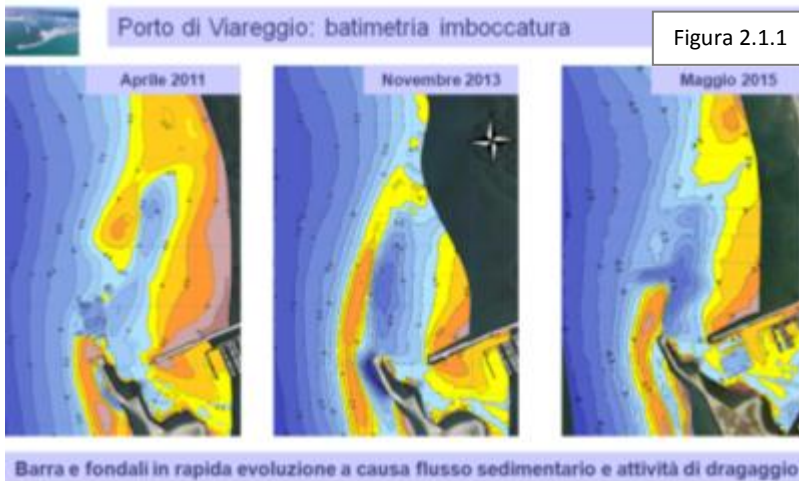 Porto di Viareggio: batimetria imboccatura
Figura 2.1.1
Aprile 2011
Novembre 2013
Maggio 2015
Barra e fondali in rapida evoluzione a causa flusso sedimentario e attività di dragaggio